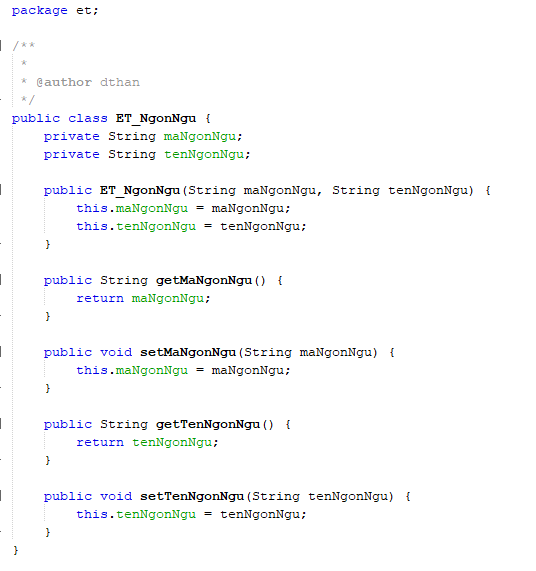 package et;
/**
 *
 * @author dthan
 */
public class ET_NgonNgu {
    private String maNgonNgu;
    private String tenNgonNgu;
    public ET_NgonNgu(String maNgonNgu, String tenNgonNgu) {
        this.maNgonNgu = maNgonNgu;
        this.tenNgonNgu = tenNgonNgu;
    }
    public String getMaNgonNgu() {
        return maNgonNgu;
    }
    public void setMaNgonNgu(String maNgonNgu) {
        this.maNgonNgu = maNgonNgu;
    }
    public String getTenNgonNgu() {
        return tenNgonNgu;
    }
    public void setTenNgonNgu(String tenNgonNgu) {
        this.tenNgonNgu = tenNgonNgu;
    }
}